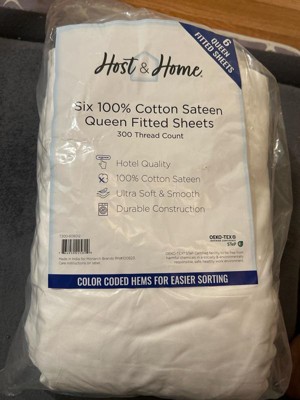 6
QUEEN
FITTED SHEETS
Host & Home
Six 100% Cotton Sateen
Queen Fitted Sheets
300 Thread Count
Hotel Quality
100% Cotton Sateen
Ultra Soft & Smooth
Durable Construction
OEKO-TEX®
COLOR CODED HEMS FOR EASIER SORTING